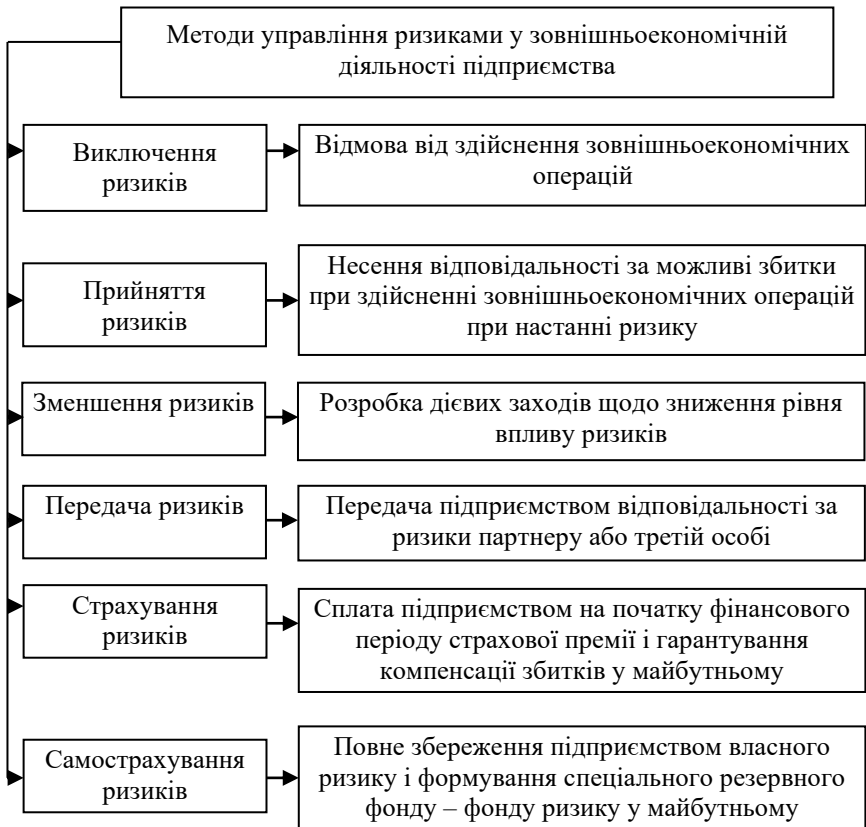 Методи управління ризиками у зовнішньоекономічній
діяльності підприємства
Виключення
ризиків
Відмова від здійснення зовнішньоекономічних
операцій
Прийняття
ризиків
Несення відповідальності за можливі збитки
при здійсненні зовнішньоекономічних операцій
при настанні ризику
Зменшення ризиків
Розробка дієвих заходів щодо зниження рівня
впливу ризиків
Передача ризиків
Передача підприємством відповідальності за
ризики партнеру або третій особі
Страхування
ризиків
Сплата підприємством на початку фінансового
періоду страхової премії і гарантування
компенсації збитків у майбутньому
Самострахування
ризиків
Повне збереження підприємством власного
ризику і формування спеціального резервного
фонду – фонду ризику у майбутньому